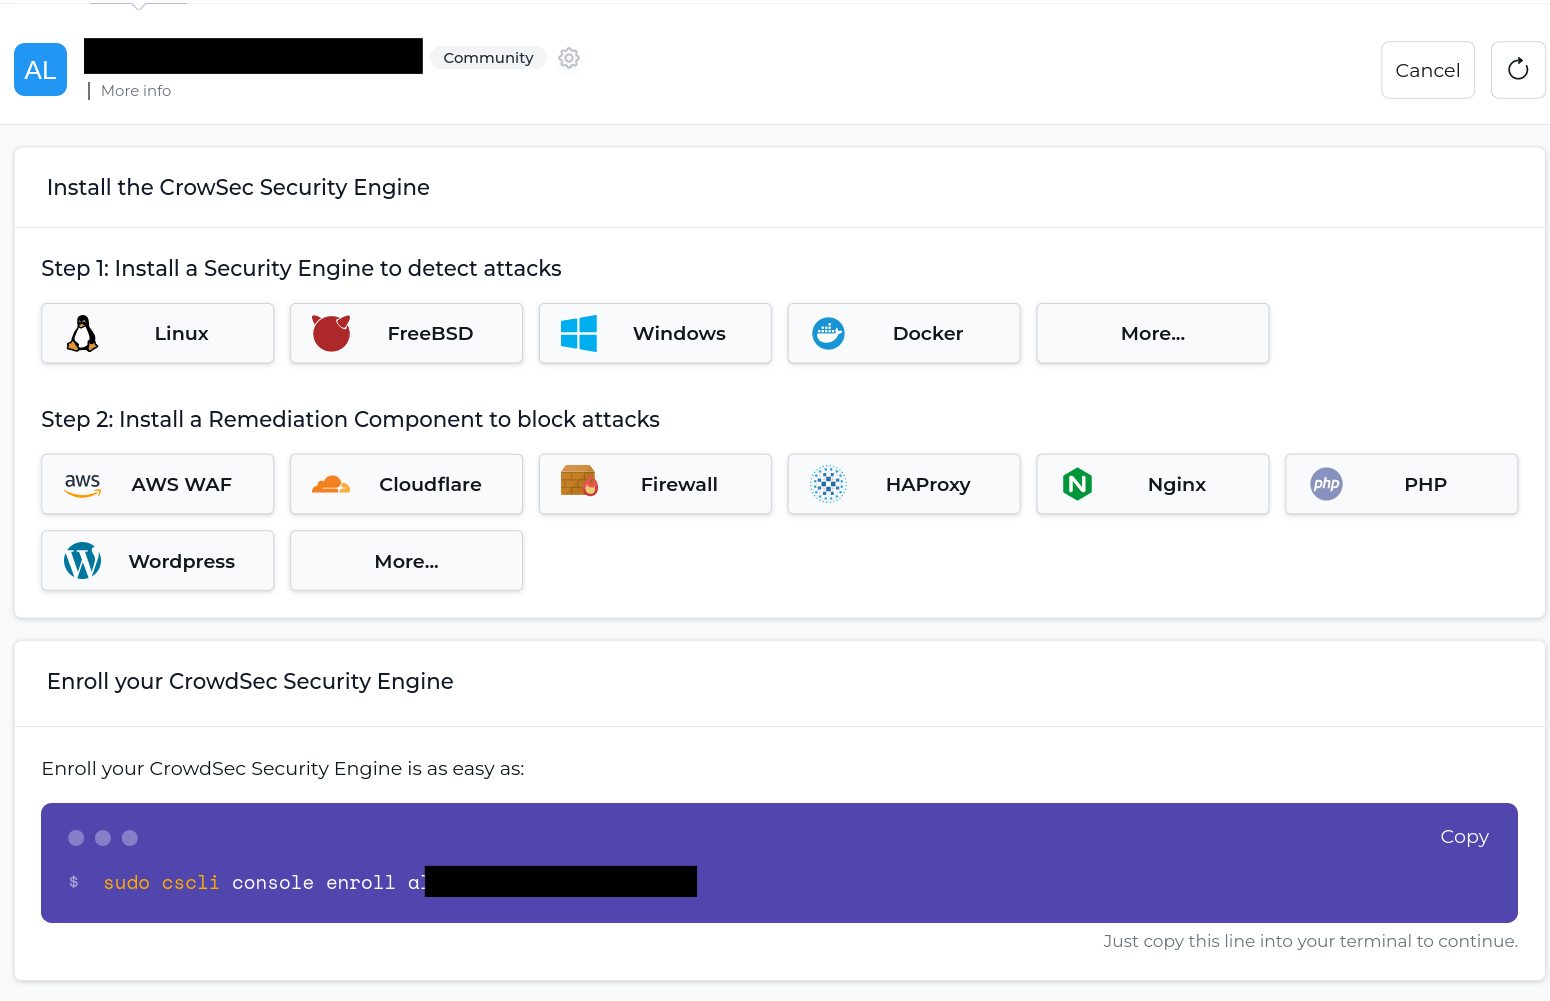 AL
Community
More info
Cancel
Install the CrowSec Security Engine
Step 1: Install a Security Engine to detect attacks
Linux
FreeBSD
Windows
Docker
More...
Step 2: Install a Remediation Component to block attacks
aws
AWS WAF
Cloudflare
Firewall
HAProxy
N
Nginx
php
PHP
W
Wordpress
More...
Enroll your CrowdSec Security Engine
Enroll your CrowdSec Security Engine is as easy as:
Copy
$ sudo cscli console enroll al
Just copy this line into your terminal to continue.